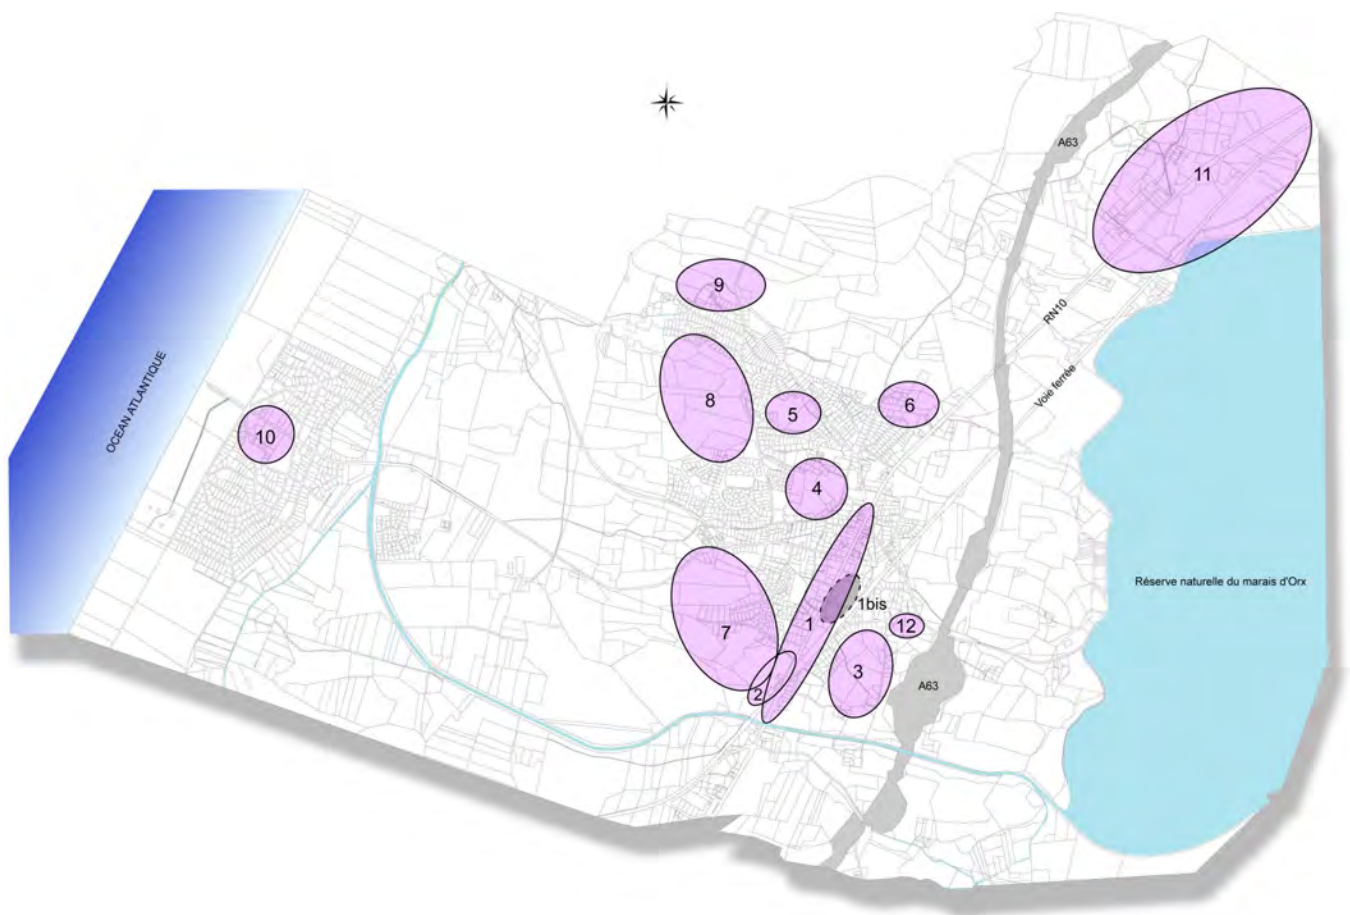 A63
11
9
RN10
OCEAN ATLANTIQUE
Voie ferrée
8
5
6
10
4
Réserve naturelle du marais d'Orx
1bis
7
1
12
3
2
A63